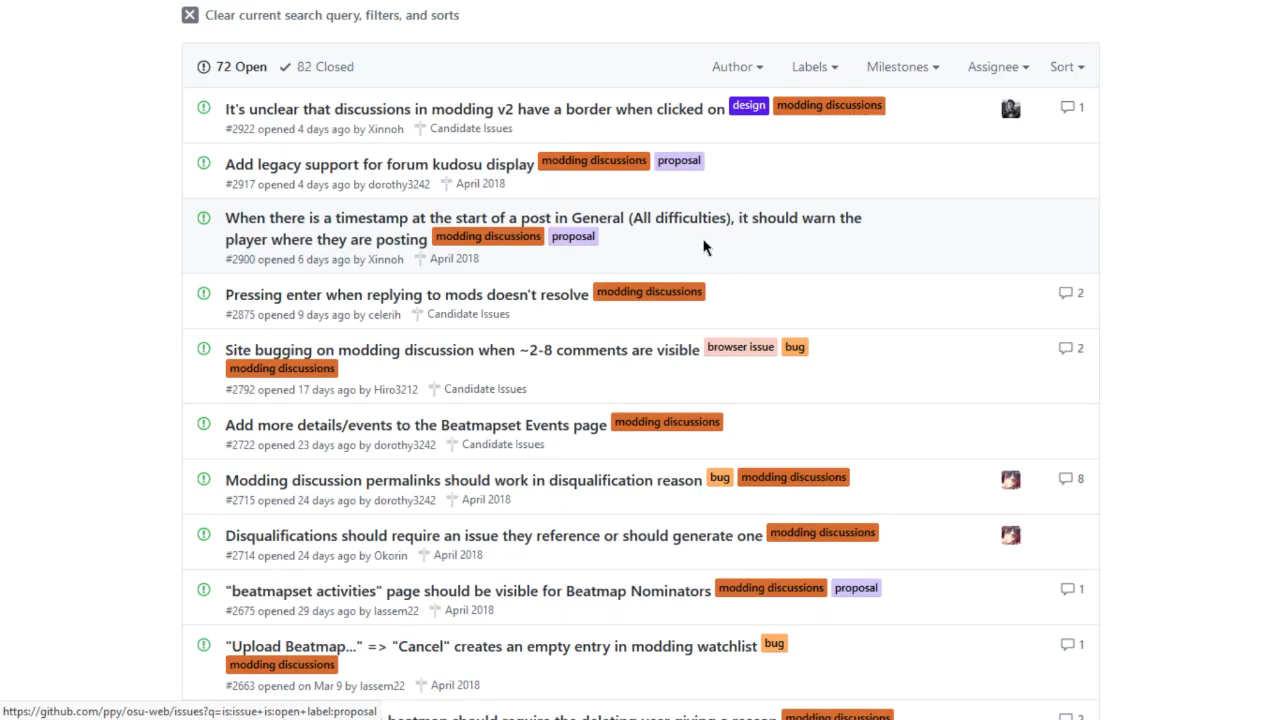 Clear current search query, filters, and sorts
72 Open 82 Closed Author Labels Milestones Assignee Sort
It's unclear that discussions in modding v2 have a border when clicked on design modding discussions 1
#2922 opened 4 days ago by Xinnoh Candidate Issues
Add legacy support for forum kudosu display modding discussions proposal
#2917 opened 4 days ago by dorothy3242 April 2018
When there is a timestamp at the start of a post in General (All difficulties), it should warn the
player where they are posting modding discussions proposal
#2900 opened 6 days ago by Xinnoh April 2018
Pressing enter when replying to mods doesn't resolve modding discussions 2
#2875 opened 9 days ago by celerih Candidate Issues
Site bugging on modding discussion when ~2-8 comments are visible browser issue bug 2
modding discussions
#2792 opened 17 days ago by Hiro3212 Candidate Issues
Add more details/events to the Beatmapset Events page modding discussions
#2722 opened 23 days ago by dorothy3242 Candidate Issues
Modding discussion permalinks should work in disqualification reason bug modding discussions 8
#2715 opened 24 days ago by dorothy3242 April 2018
Disqualifications should require an issue they reference or should generate one modding discussions
#2714 opened 24 days ago by Okorin April 2018
"beatmapset activities" page should be visible for Beatmap Nominators modding discussions proposal 1
#2675 opened 29 days ago by lassem22 April 2018
"Upload Beatmap..." => "Cancel" creates an empty entry in modding watchlist bug 1
modding discussions
#2663 opened on Mar 9 by lassem22 April 2018
https://github.com/ppy/osu-web/issues?q=is:issue+is:open+label:proposal
beatmap should require the deleting user giving a reason modding discussions 2